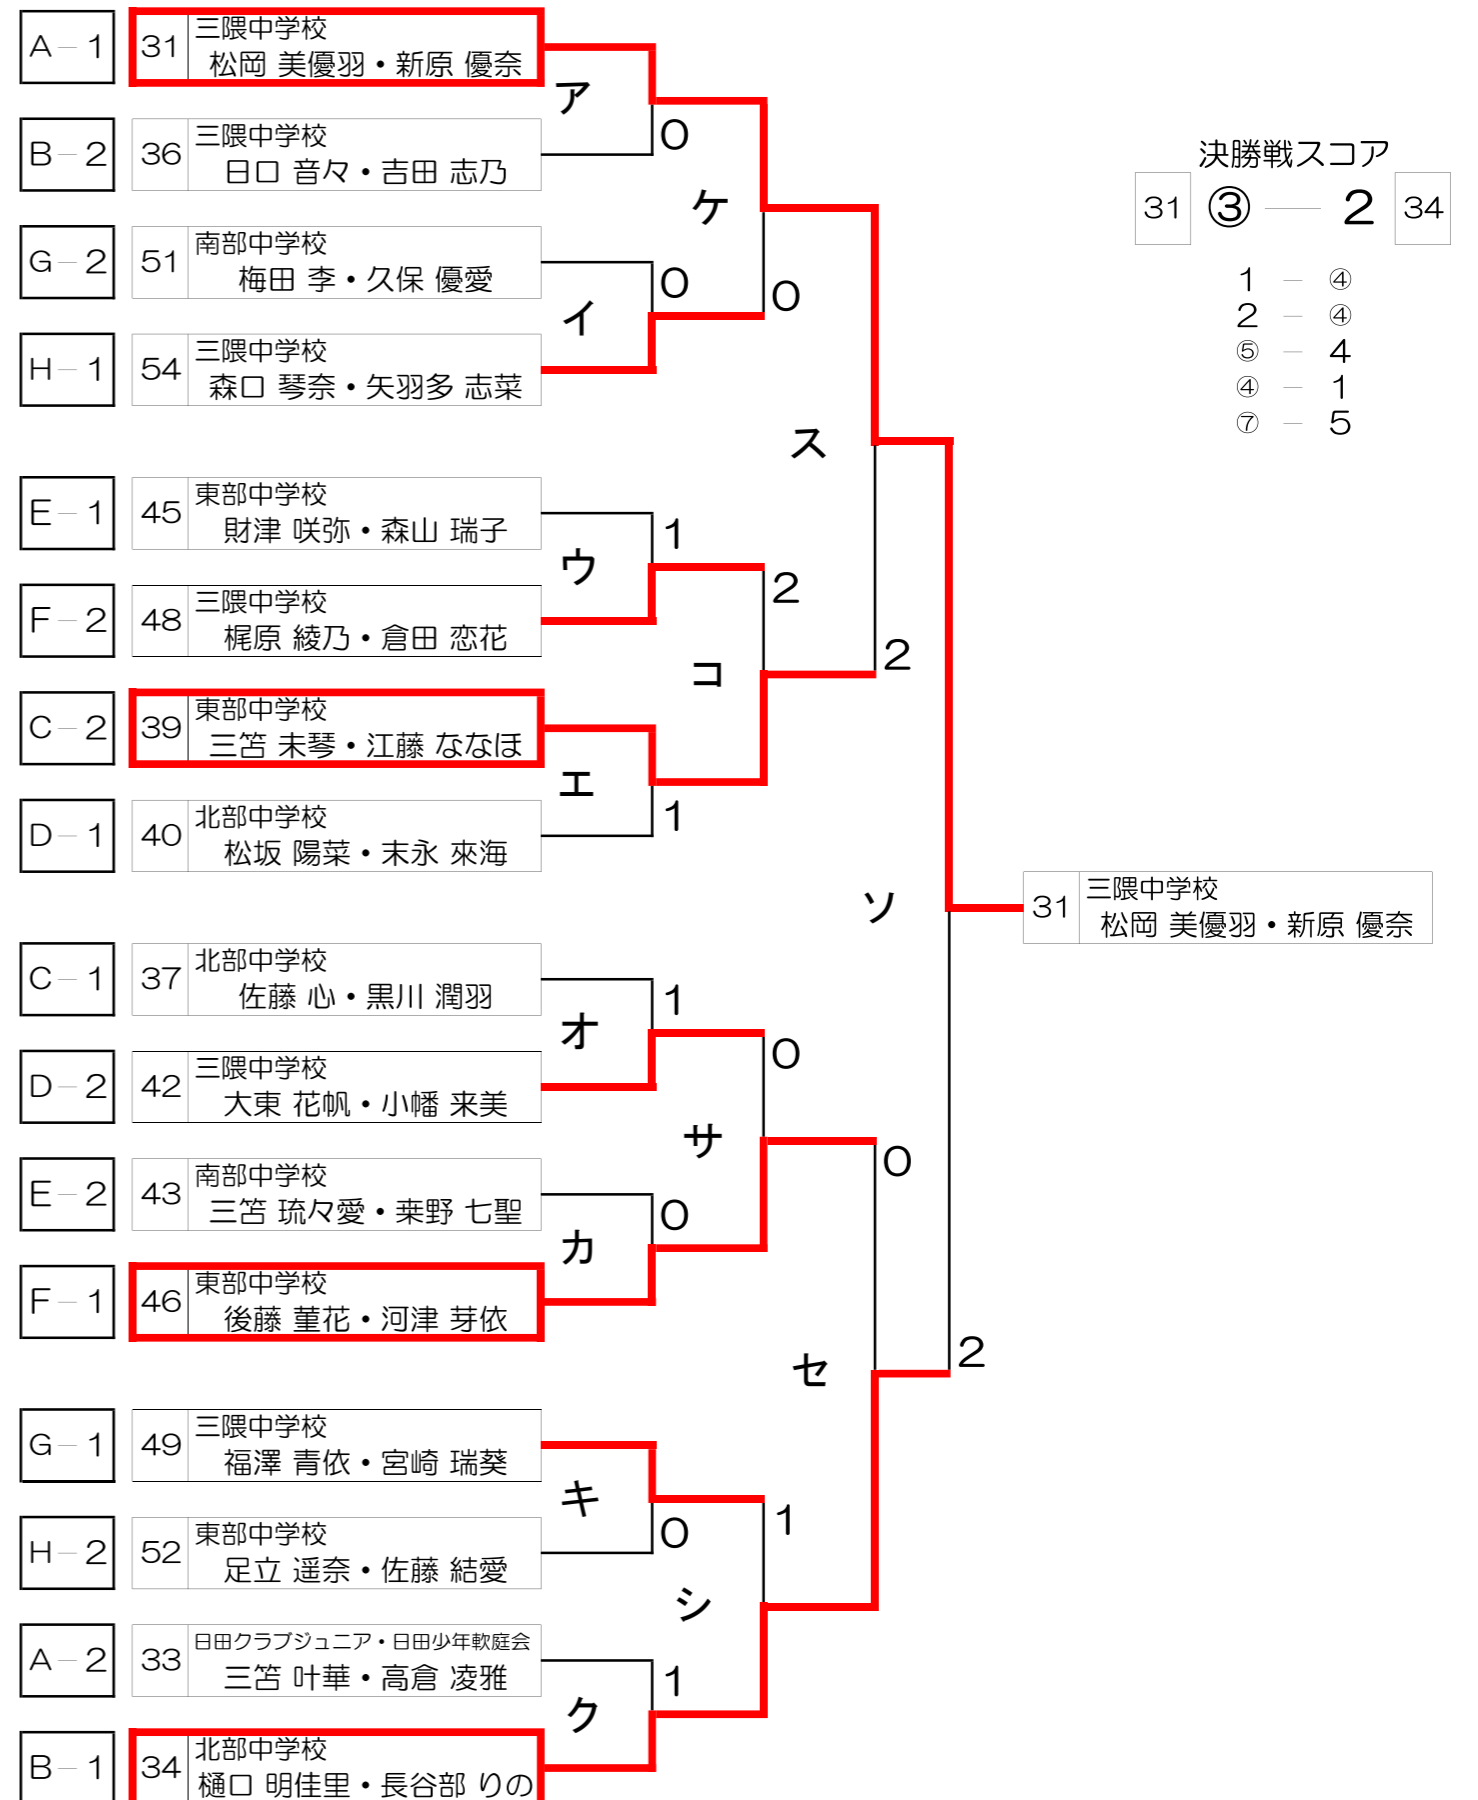 A－1 31 三隈中学校
松岡 美優羽・新原 優奈
ア
0
B－2 36 三隈中学校
日口 音々・吉田 志乃
ケ
G－2 51 南部中学校
梅田 李・久保 優愛
0
0
イ
H－1 54 三隈中学校
森口 琴奈・矢羽多 志菜
ス
E－1 45 東部中学校
財津 咲弥・森山 瑞子
1
ウ
2
F－2 48 三隈中学校
梶原 綾乃・倉田 恋花
2
コ
C－2 39 東部中学校
三笘 未琴・江藤 ななほ
エ
1
D－1 40 北部中学校
松坂 陽菜・末永 來海
ソ
C－1 37 北部中学校
佐藤 心・黒川 潤羽
1
オ
0
D－2 42 三隈中学校
大東 花帆・小幡 来美
サ
0
E－2 43 南部中学校
三笘 琉々愛・桒野 七聖
0
カ
F－1 46 東部中学校
後藤 菫花・河津 芽依
2
セ
G－1 49 三隈中学校
福澤 青依・宮崎 瑞葵
キ
1
0
H－2 52 東部中学校
足立 遥奈・佐藤 結愛
シ
A－2 33 日田クラブジュニア・日田少年軟庭会
三笘 叶華・高倉 凌雅
1
ク
B－1 34 北部中学校
樋口 明佳里・長谷部 りの
決勝戦スコア
31 ③ － 2 34
1 － ④
2 － ④
⑤ － 4
④ － 1
⑦ － 5
31 三隈中学校
松岡 美優羽・新原 優奈